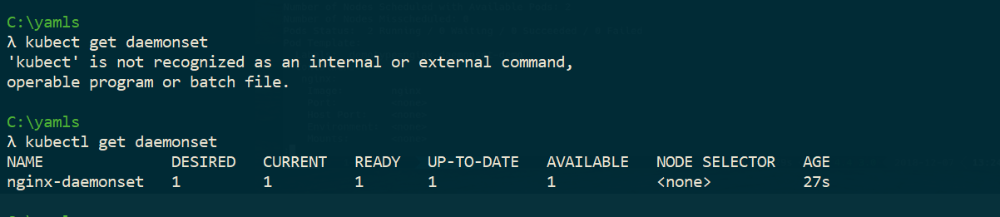 C:\yamls
λ kubect get daemonset
'kubect' is not recognized as an internal or external command,
operable program or batch file.
C:\yamls
λ kubectl get daemonset
NAME DESIRED CURRENT READY UP-TO-DATE AVAILABLE NODE SELECTOR AGE
nginx-daemonset 1 1 1 1 1 <none> 27s